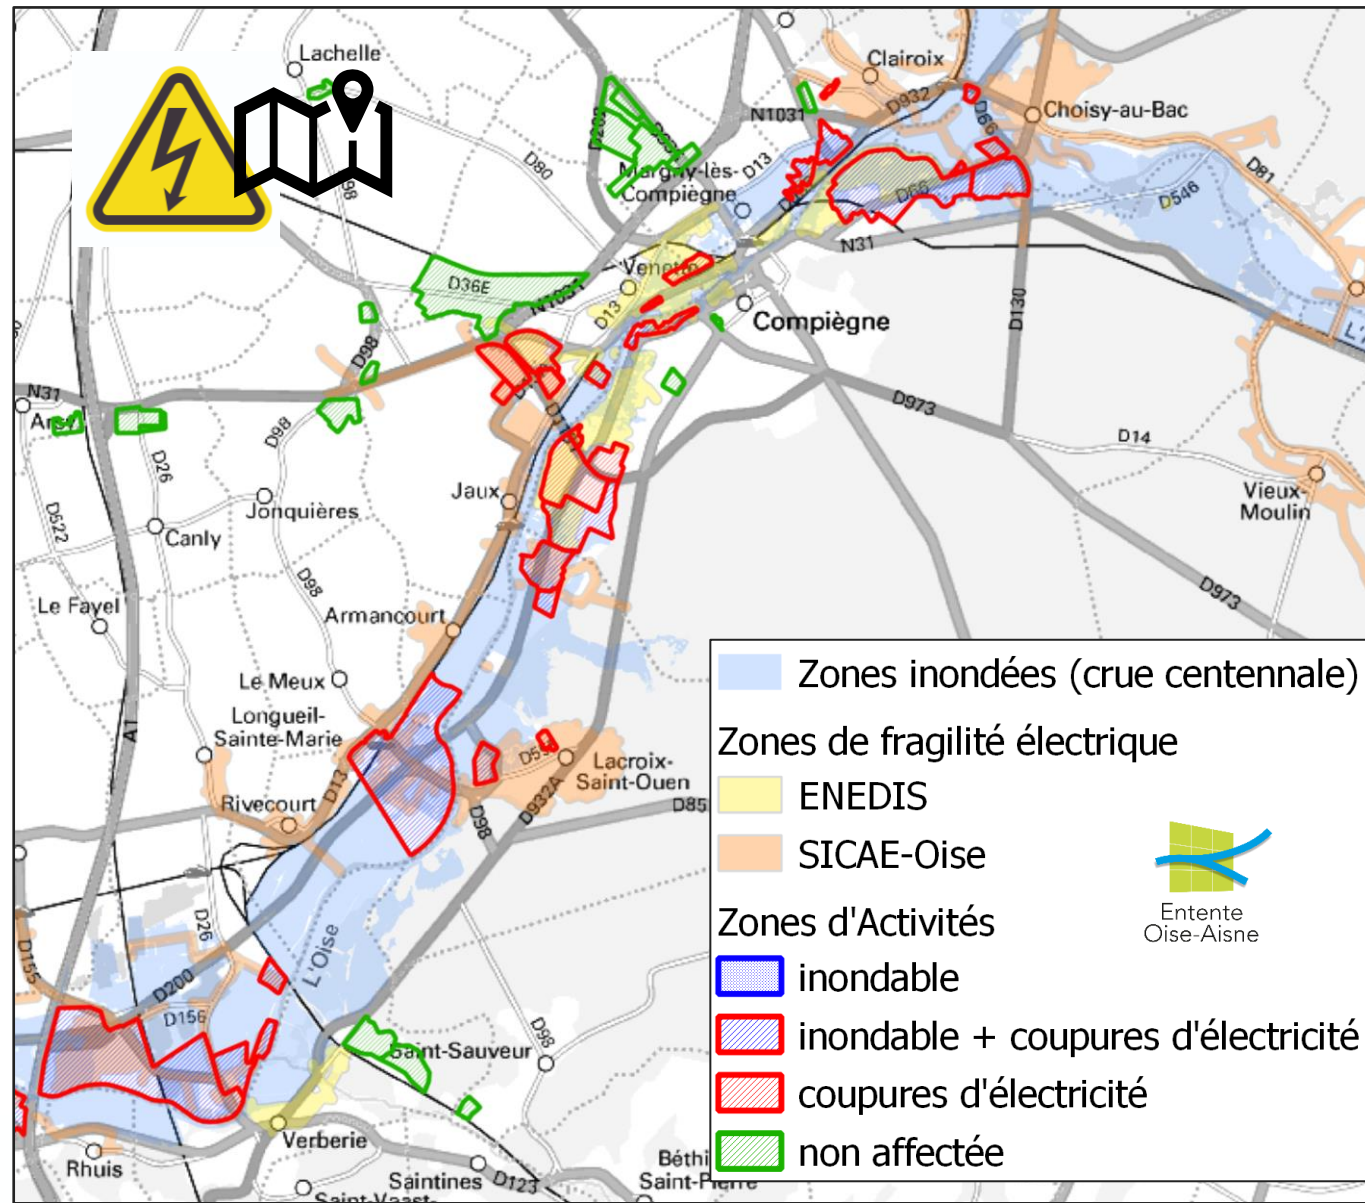 Lachelle
Clairoix
D932
Choisy-au-Bac
N1031
D66
D98
D80
D13
Margny-lès-
Compiègne
D81
D66
D546
N31
D36E
Venette
N1031
D13
D130
Compiègne
D98
N31
D973
D14
D98
D26
Jaux
Vieux-
Moulin
Jonquières
D522
Canly
D98
Le Fayel
D973
Armancourt
Le Meux
Longueil-
Sainte-Marie
A1
D13
Lacroix-
Saint-Ouen
Rivecourt
D98
D932A
D85
L'Oise
D26
D155
D200
D156
Saint-Sauveur
D98
Verberie
Rhuis
Saintines
D123
Zones inondées (crue centennale)
Zones de fragilité électrique
ENEDIS
SICAE-Oise
Entente
Oise-Aisne
Zones d'Activités
inondable
inondable + coupures d'électricité
coupures d'électricité
non affectée